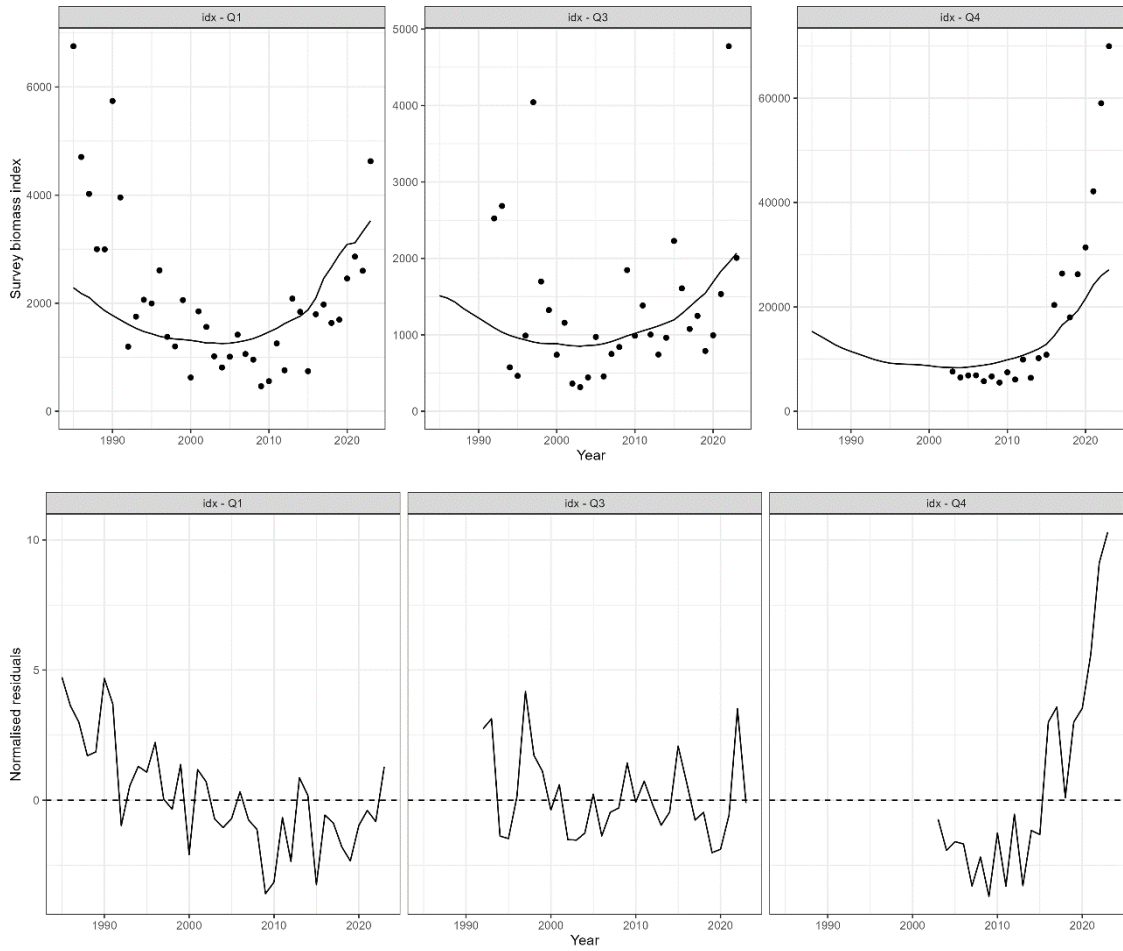 idx - Q1
idx - Q3
idx - Q4
Survey biomass index
6000
4000
2000
0
5000
4000
3000
2000
1000
0
60000
40000
20000
0
1990 2000 2010 2020
1990 2000 2010 2020
1990 2000 2010 2020
Year
idx - Q1
idx - Q3
idx - Q4
Normalised residuals
10
5
0
1990 2000 2010 2020
1990 2000 2010 2020
1990 2000 2010 2020
Year